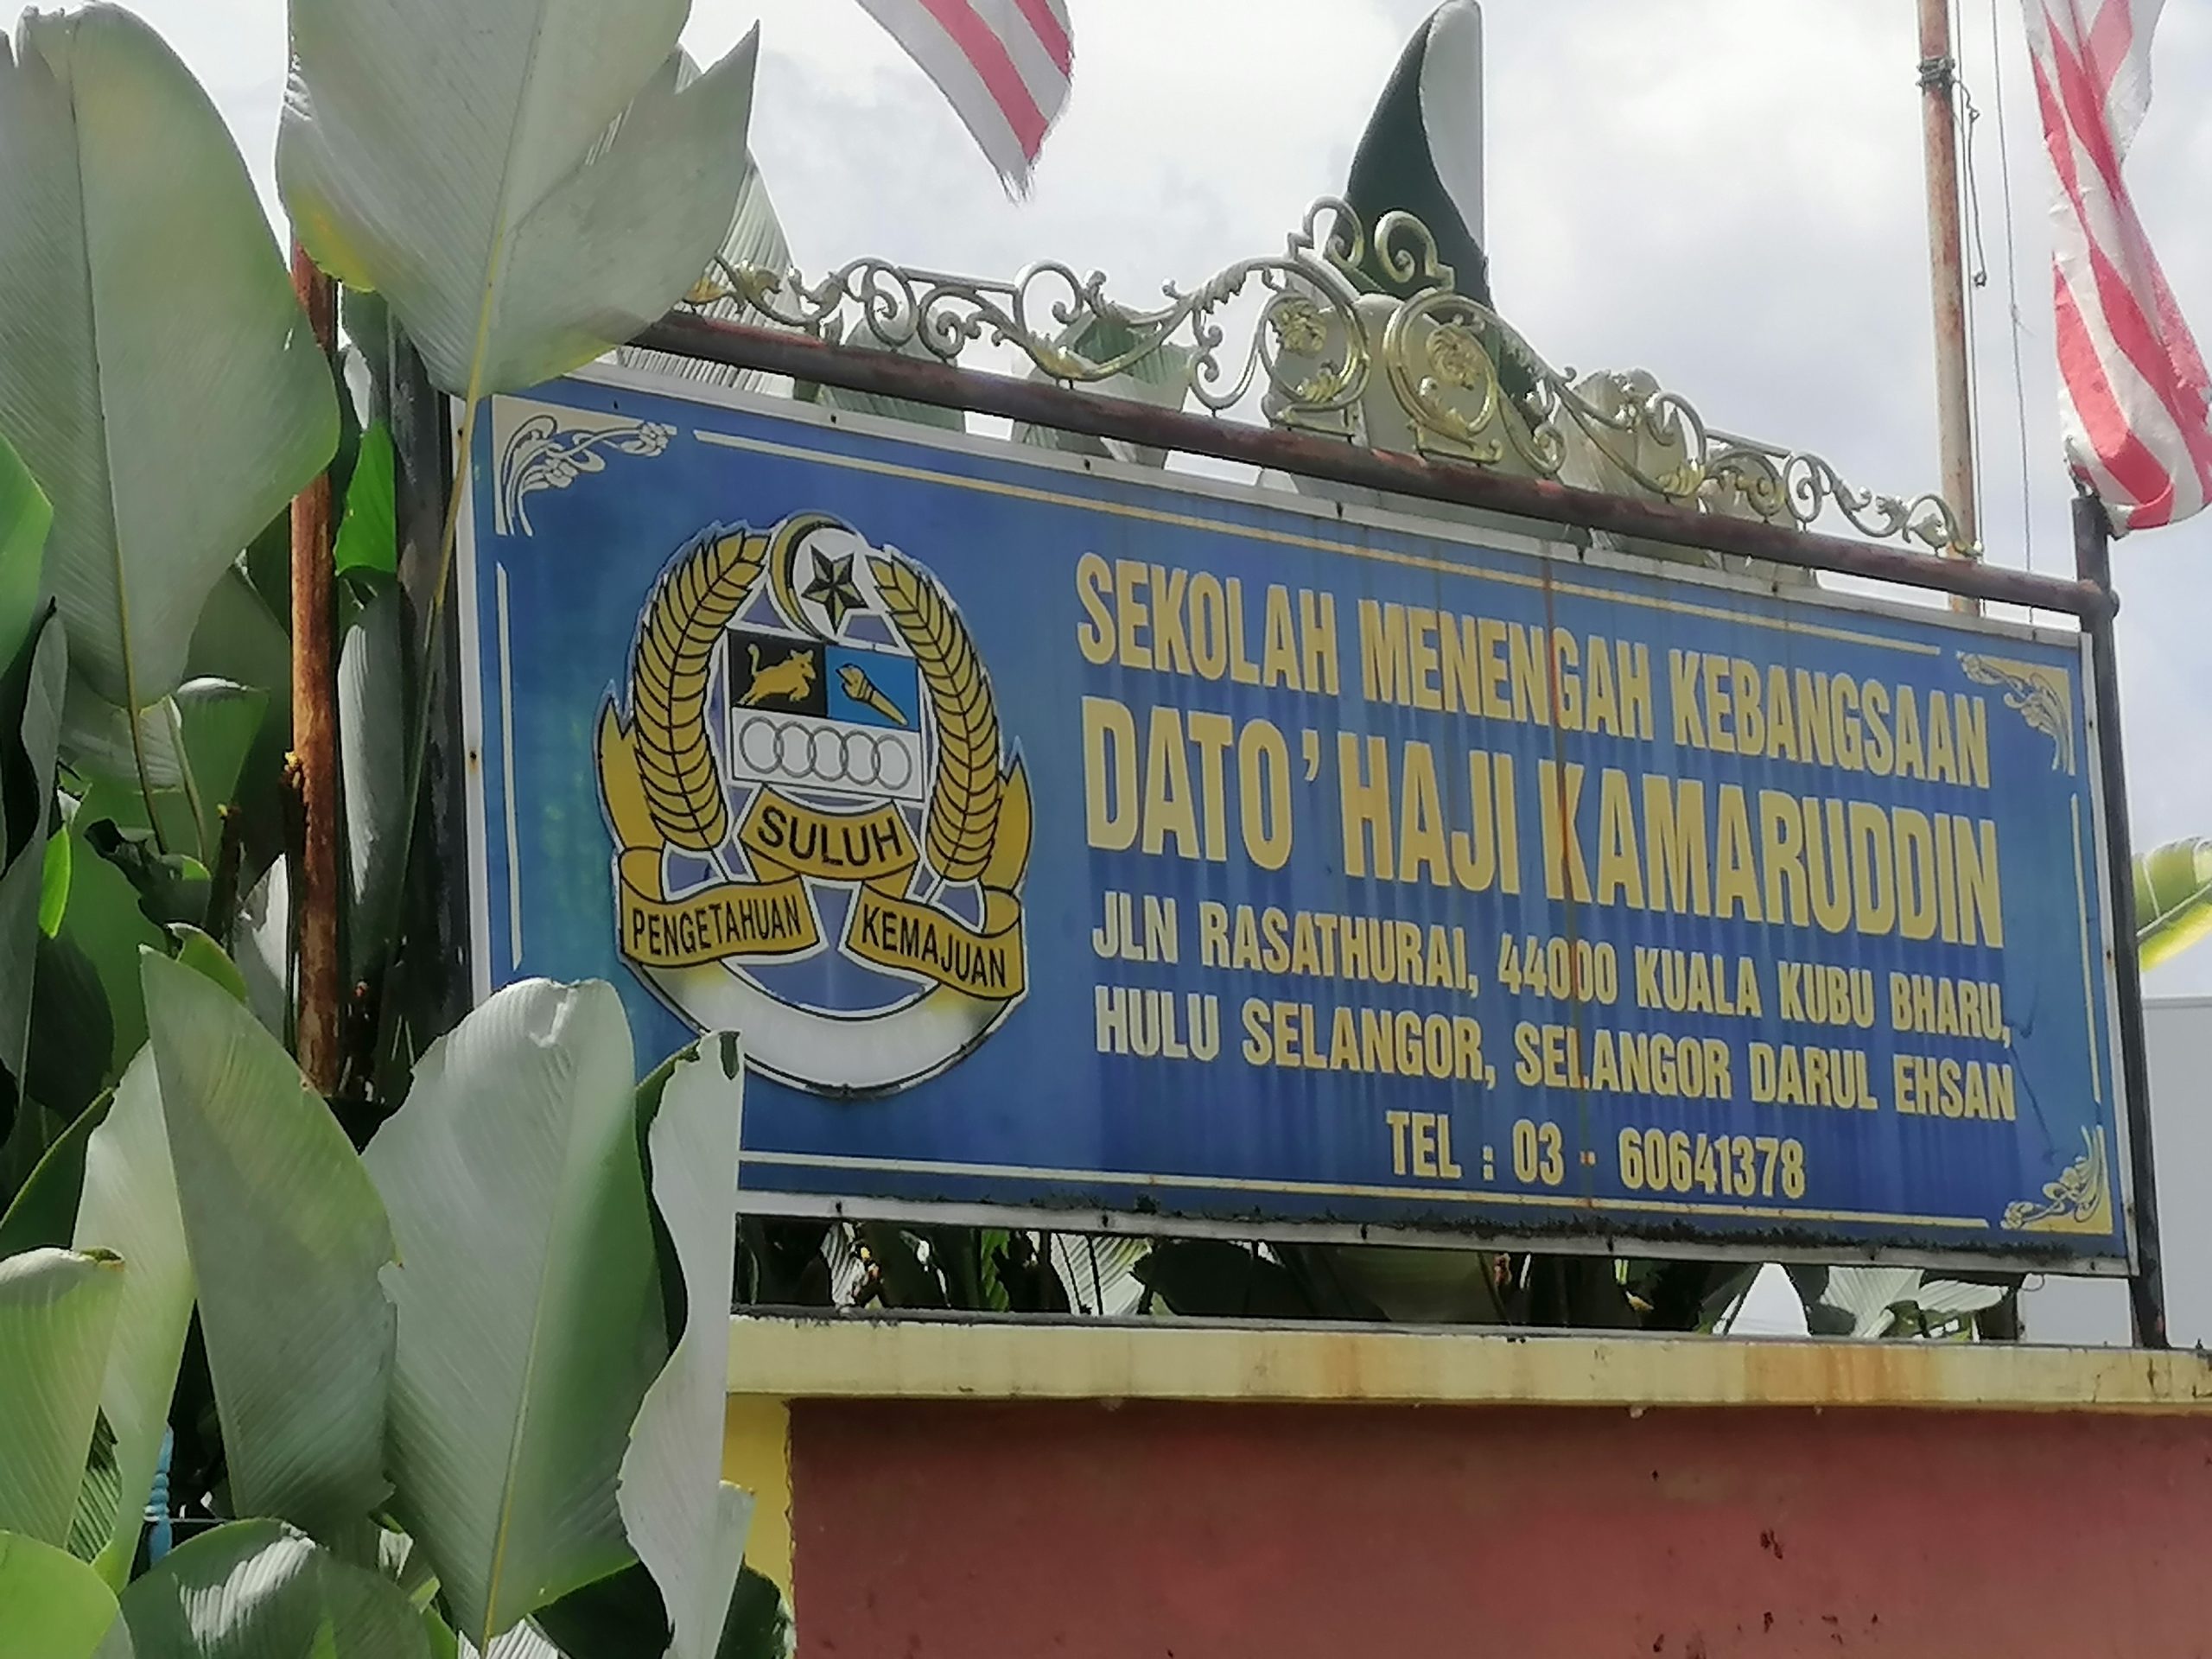 SULUH
PENGETAHUAN KEMAJUAN
SEKOLAH MENENGAH KEBANGSAAN
DATO' HAJI KAMARUDDIN
JLN RASATHURAI, 44000 KUALA KUBU BHARU,
HULU SELANGOR, SELANGOR DARUL EHSAN
TEL : 03 - 60641378